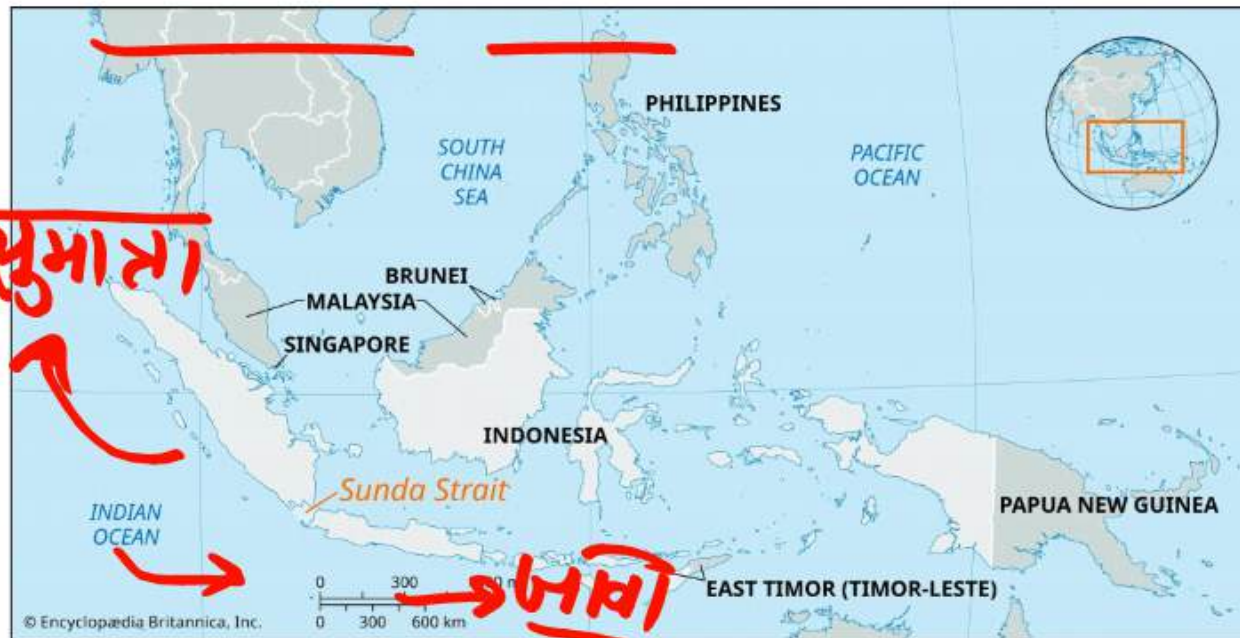 PHILIPPINES
SOUTH
CHINA
SEA
PACIFIC
OCEAN
सुमात्रा
BRUNEI
MALAYSIA
SINGAPORE
INDONESIA
Sunda Strait
PAPUA NEW GUINEA
INDIAN
OCEAN
0 300
0 300 600 km
जावा
EAST TIMOR (TIMOR-LESTE)
© Encyclopædia Britannica, Inc.